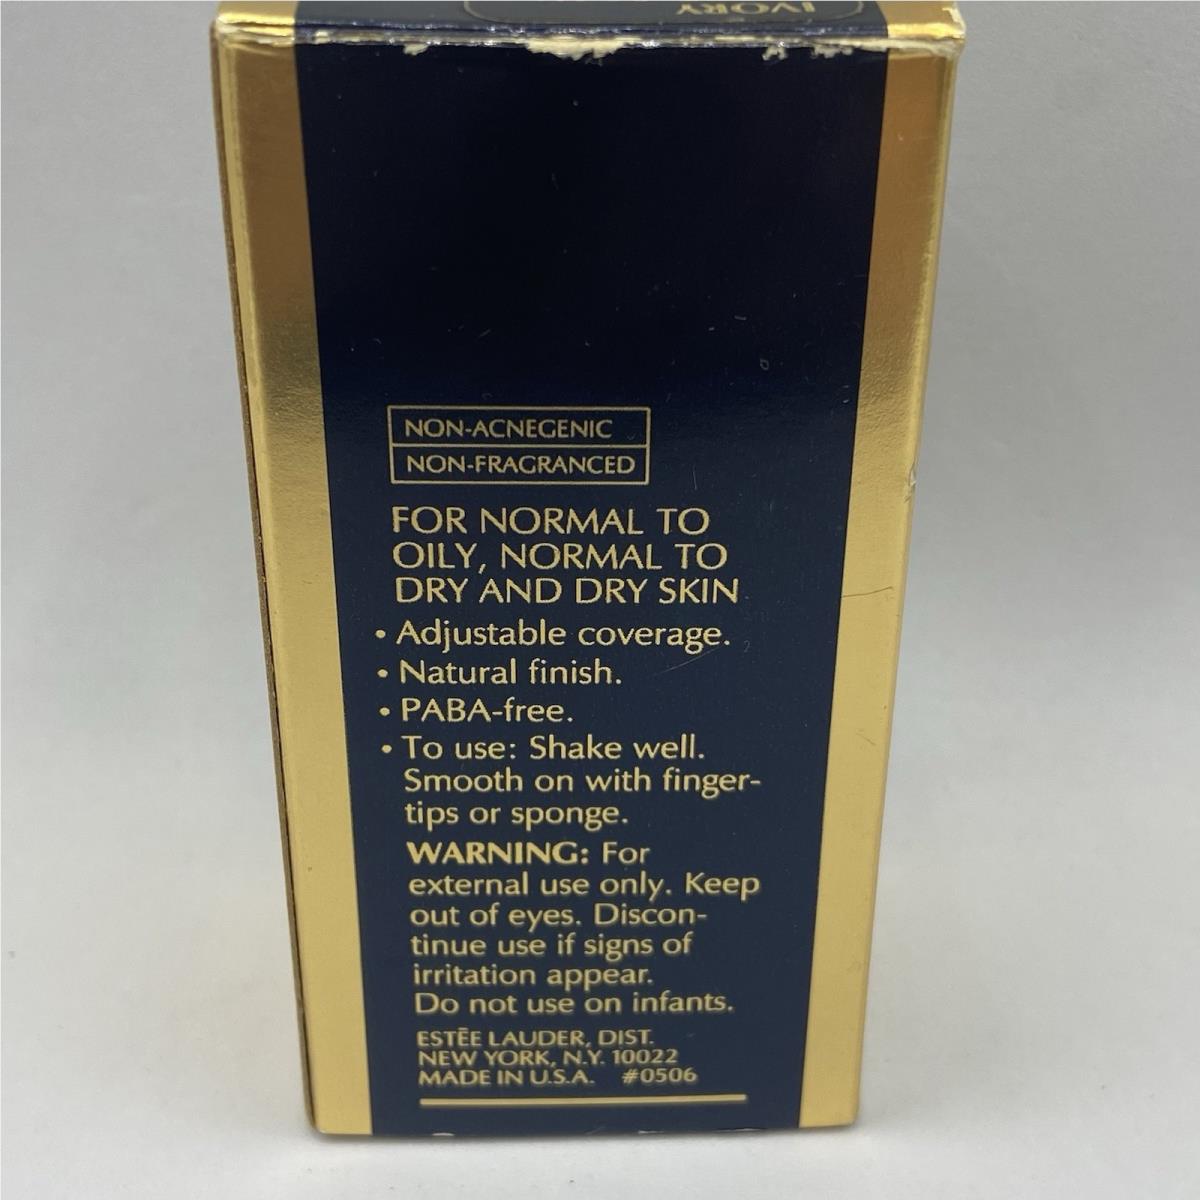 IVORY
NON-ACNEGENIC
NON-FRAGRANCED
FOR NORMAL TO
OILY, NORMAL TO
DRY AND DRY SKIN
• Adjustable coverage.
• Natural finish.
• PABA-free.
• To use: Shake well.
Smooth on with finger-
tips or sponge.
WARNING: For
external use only. Keep
out of eyes. Discon-
tinue use if signs of
irritation appear.
Do not use on infants.
ESTĒE LAUDER, DIST.
NEW YORK, N.Y. 10022
MADE IN U.S.A. #0506